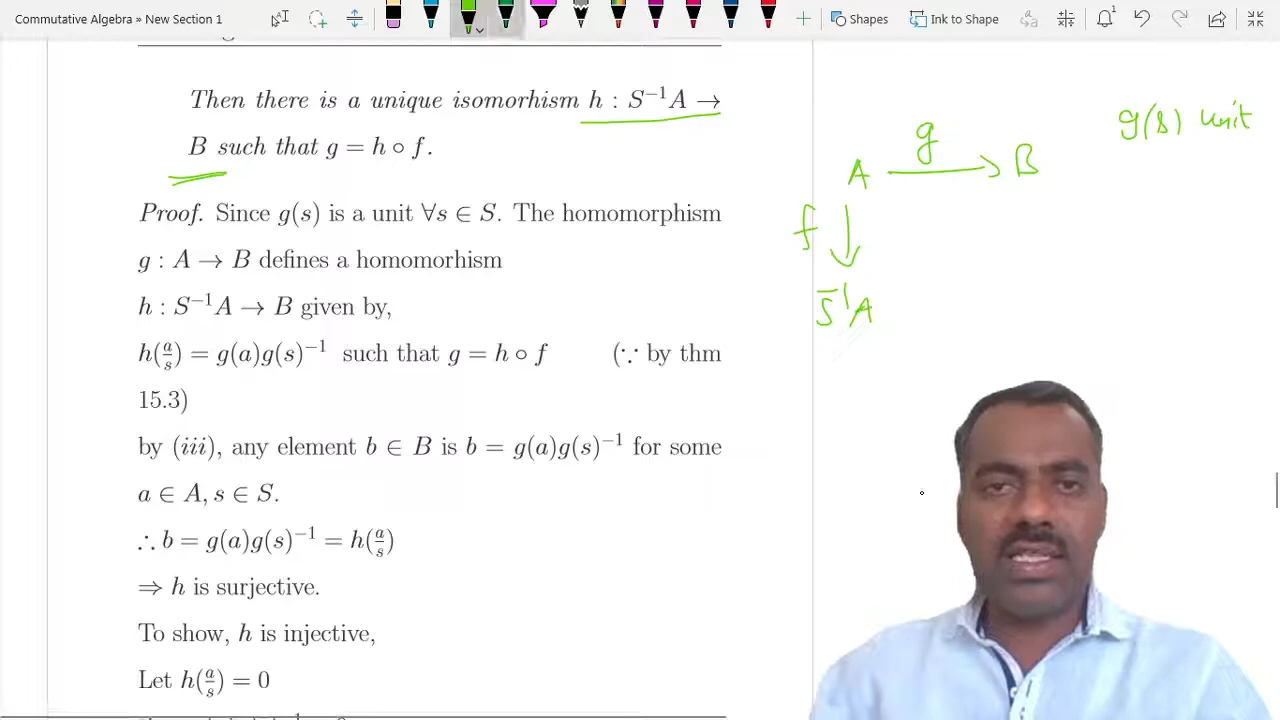 Commutative Algebra » New Section 1
Shapes
Ink to Shape
Then there is a unique isomorhism h : S⁻¹A →
B such that g = h ∘ f.
Proof. Since g(s) is a unit ∀s ∈ S. The homomorphism
g : A → B defines a homomorhism
h : S⁻¹A → B given by,
h(a/s) = g(a)g(s)⁻¹ such that g = h ∘ f (∵ by thm
15.3)
by (iii), any element b ∈ B is b = g(a)g(s)⁻¹ for some
a ∈ A, s ∈ S.
∴ b = g(a)g(s)⁻¹ = h(a/s)
⇒ h is surjective.
To show, h is injective,
Let h(a/s) = 0
g(s) unit
g
A → B
f
S⁻¹A